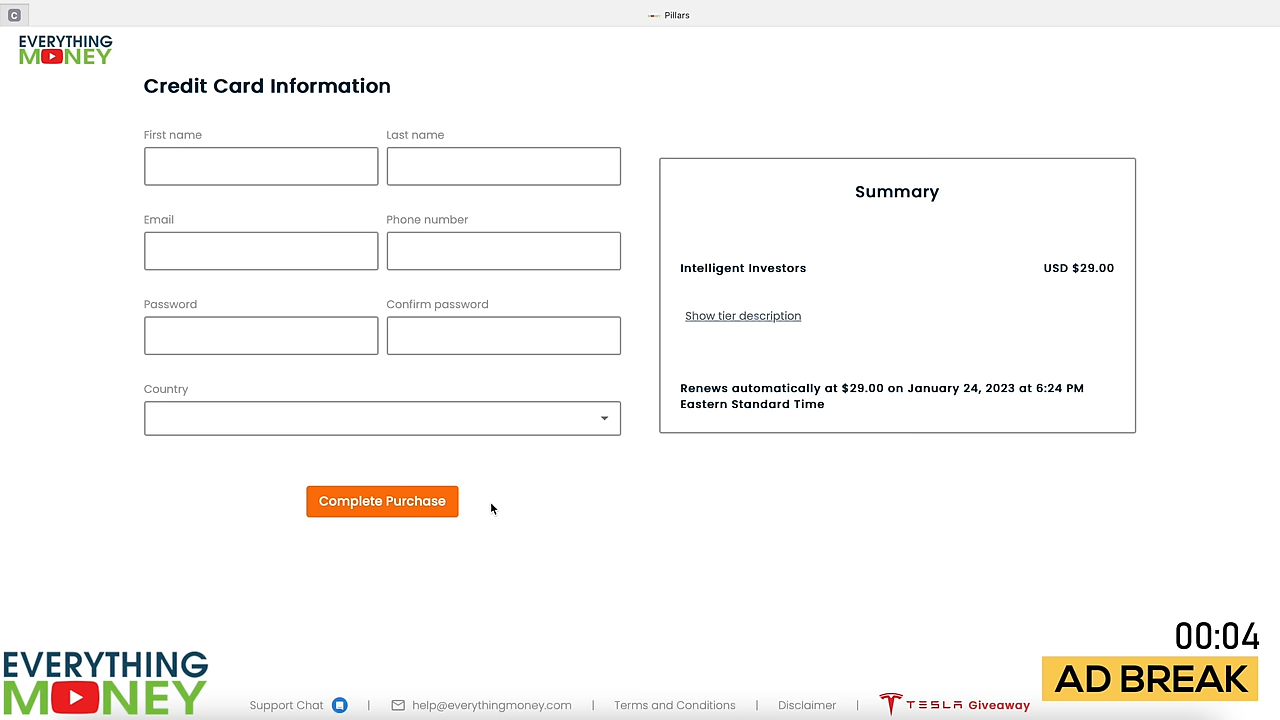 C
Pillars
EVERYTHING
MONEY
Credit Card Information
First name
Last name
Email
Phone number
Password
Confirm password
Country
Complete Purchase
Summary
Intelligent Investors
USD $29.00
Show tier description
Renews automatically at $29.00 on January 24, 2023 at 6:24 PM
Eastern Standard Time
00:04
AD BREAK
EVERYTHING
MONEY
Support Chat | help@everythingmoney.com | Terms and Conditions | Disclaimer | TESLA Giveaway